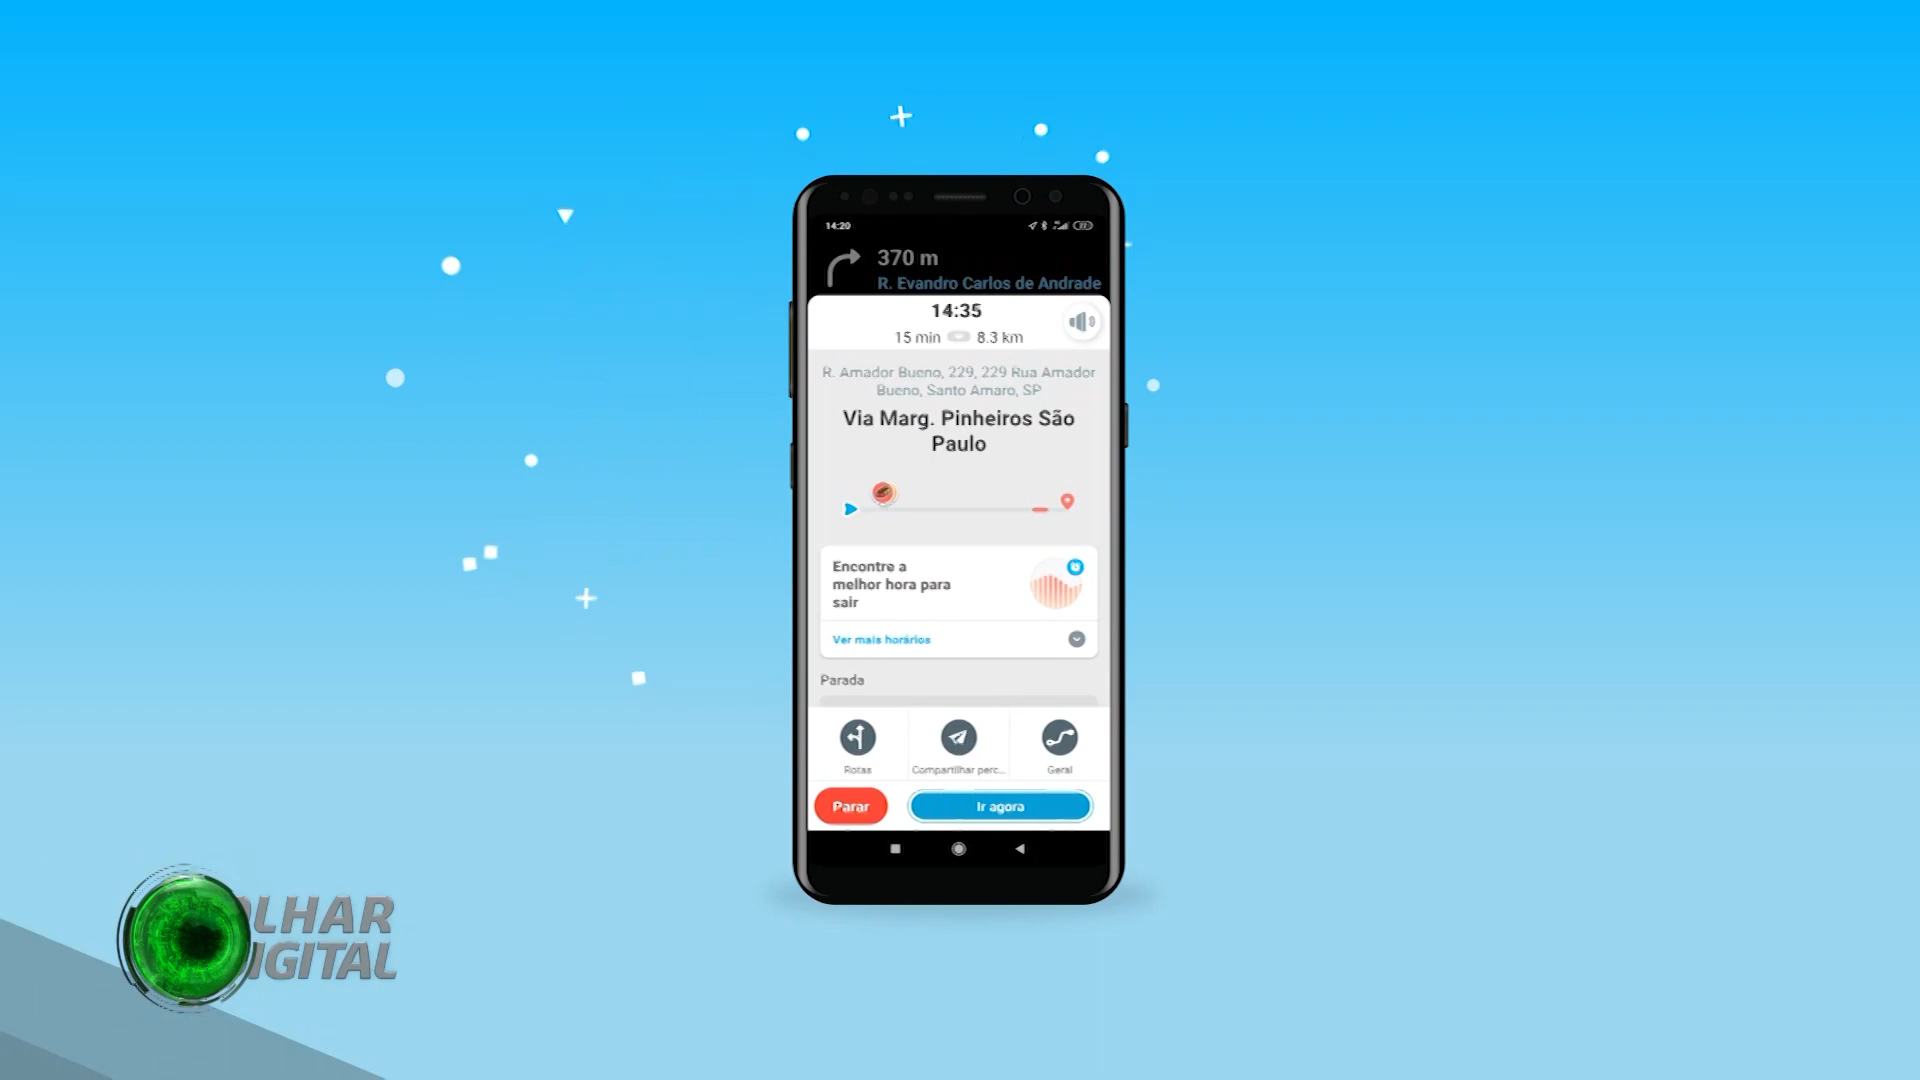 14:20
370 m
R. Evandro Carlos de Andrade
14:35
15 min 8.3 km
R. Amador Bueno, 229, 229 Rua Amador
Bueno, Santo Amaro, SP
Via Marg. Pinheiros São
Paulo
Encontre a
melhor hora para
sair
Ver mais horários
Parada
Rotas
Compartilhar perc...
Geral
Parar
Ir agora
OLHAR
DIGITAL